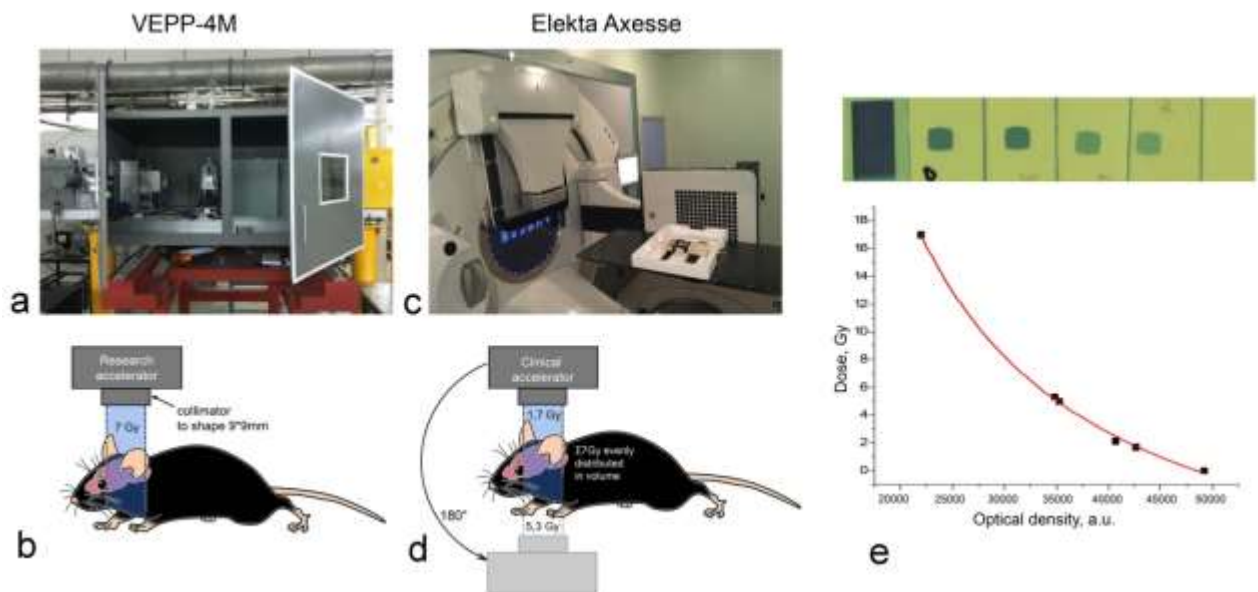 VEPP-4M
Elekta Axesse
a
c
Research
accelerator
collimator
to shape 9*9mm
7 Gy
b
Clinical
accelerator
1,7 Gy
Σ7Gy evenly
distributed
in volume
180°
5,3 Gy
d
Dose, Gy
18
16
14
12
10
8
6
4
2
0
20000 25000 30000 35000 40000 45000 50000
Optical density, a.u.
e